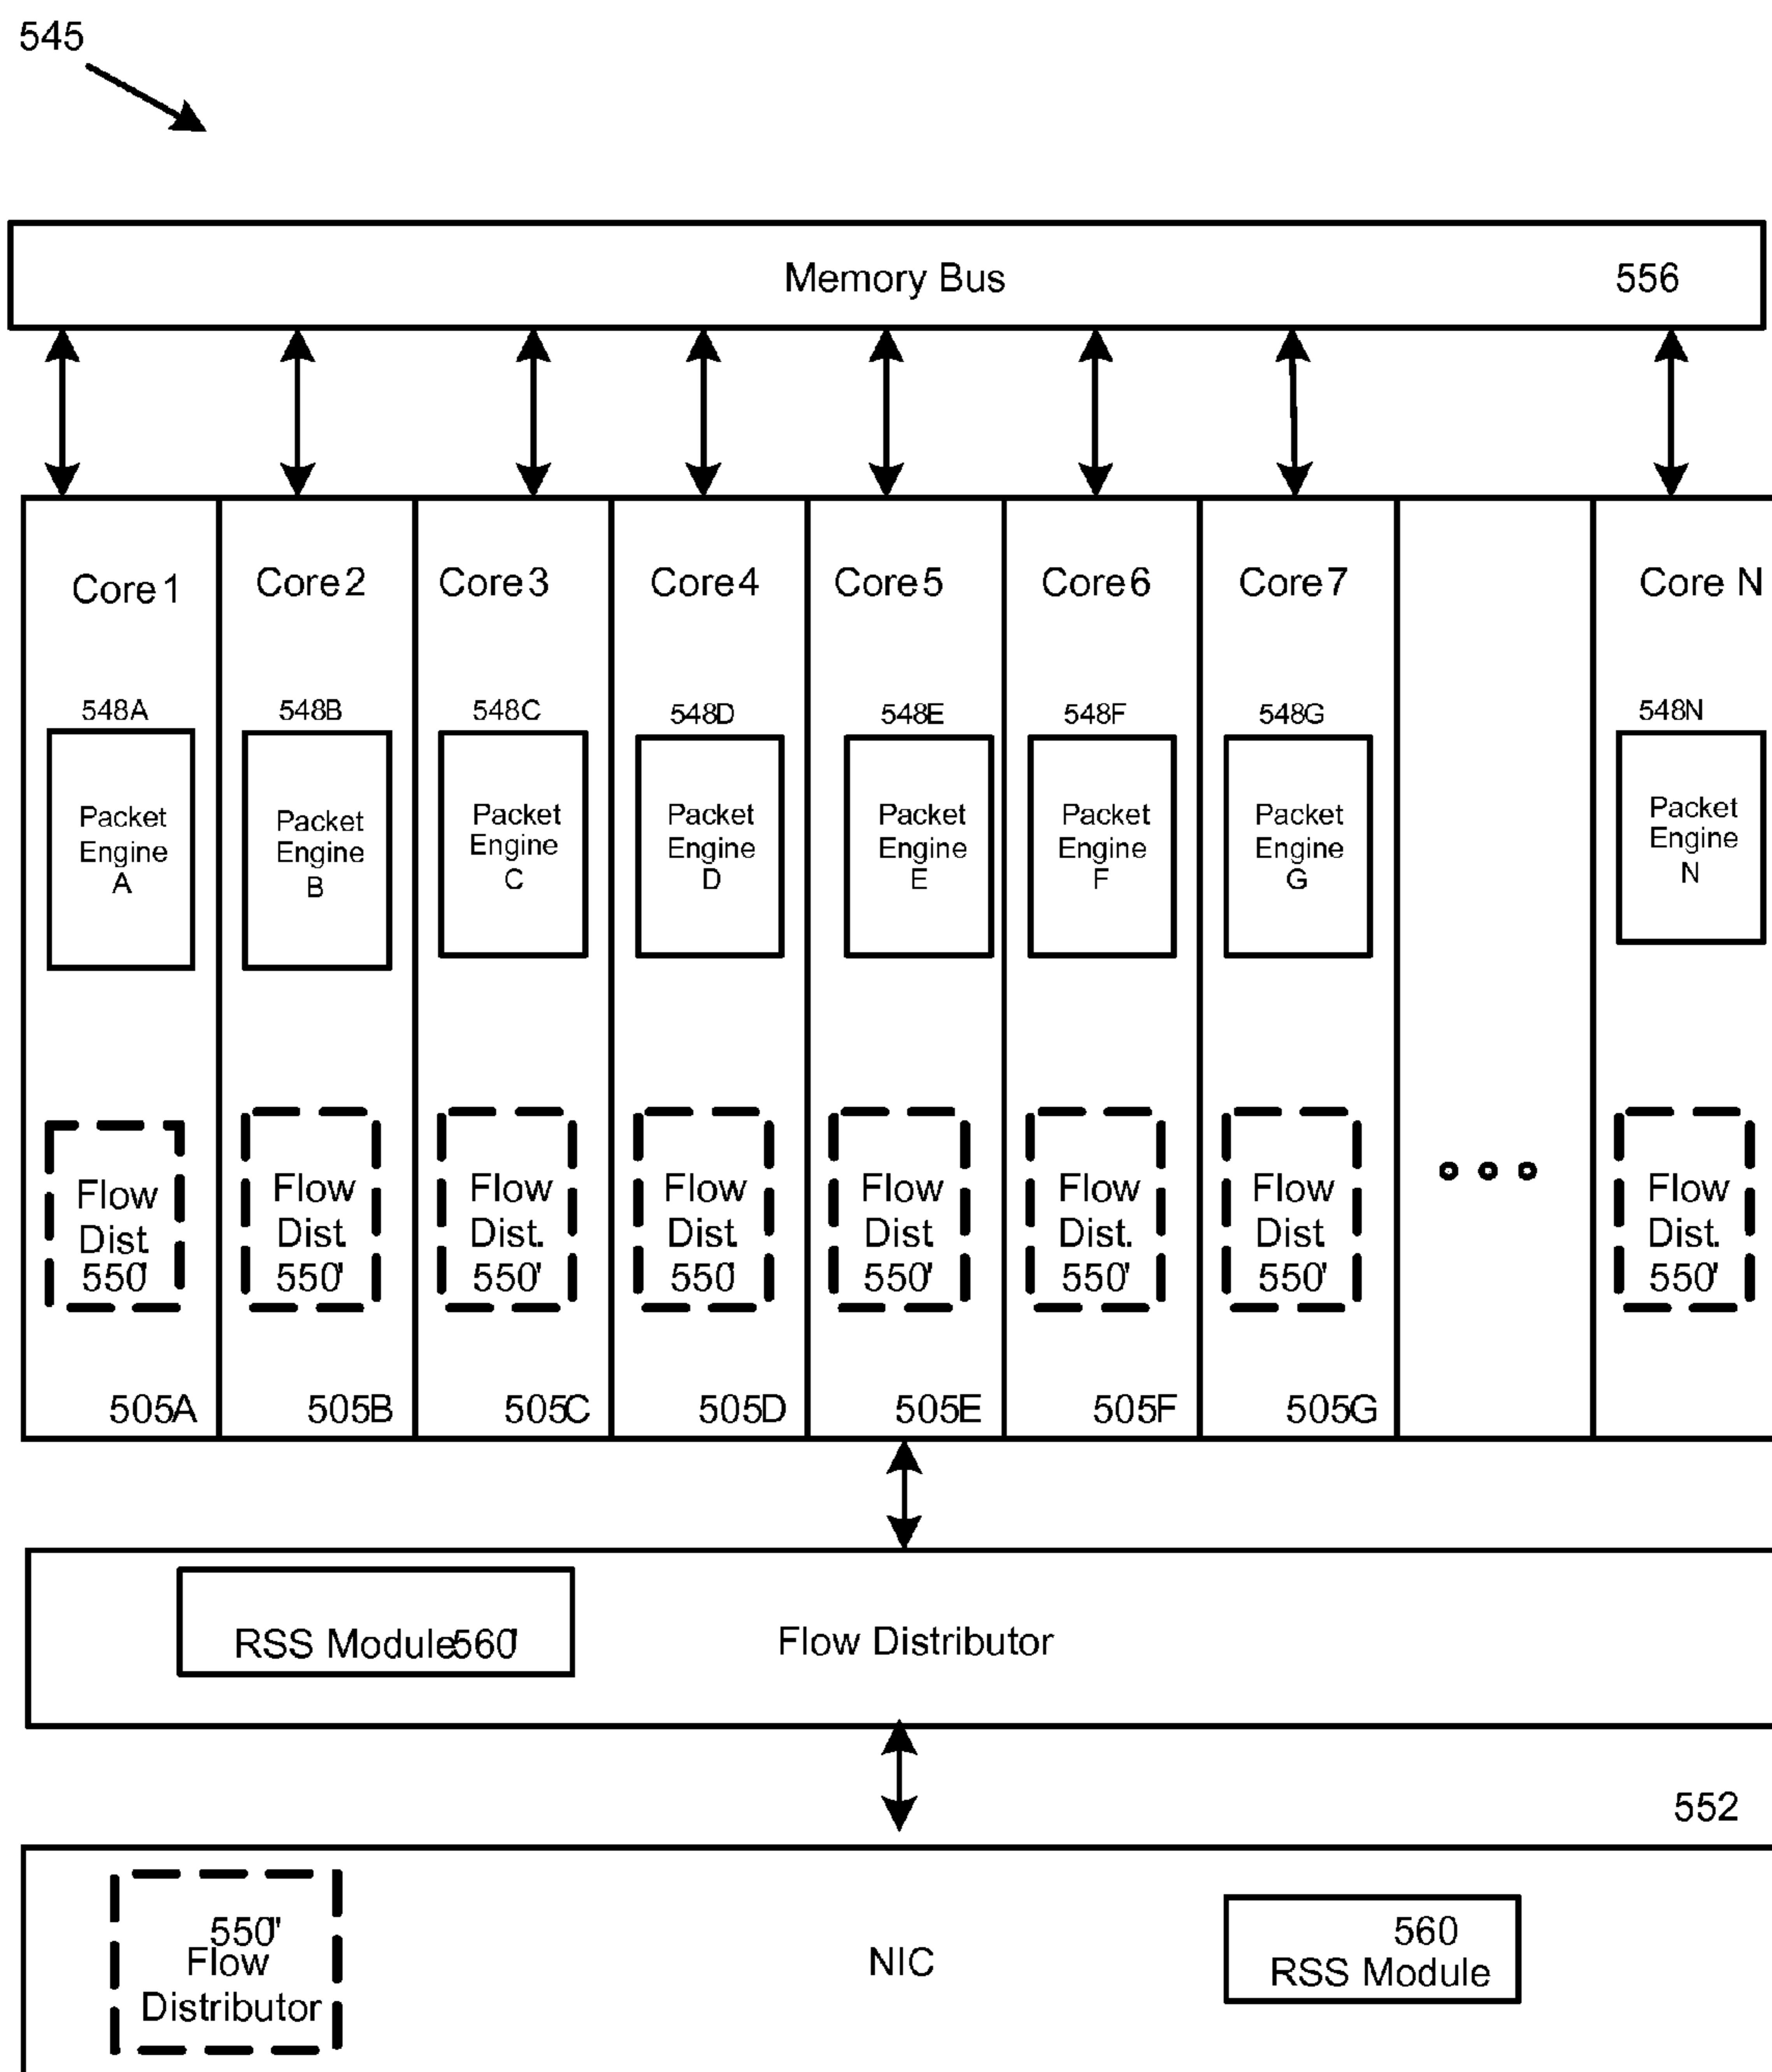 545
Memory Bus 556
Core 1 Core 2 Core 3 Core 4 Core 5 Core 6 Core 7 Core N
548A 548B 548C 548D 548E 548F 548G 548N
Packet
Engine
A
Packet
Engine
B
Packet
Engine
C
Packet
Engine
D
Packet
Engine
E
Packet
Engine
F
Packet
Engine
G
Packet
Engine
N
Flow
Dist.
550'
Flow
Dist.
550'
Flow
Dist.
550'
Flow
Dist.
550'
Flow
Dist.
550'
Flow
Dist.
550'
Flow
Dist.
550'
Flow
Dist.
550'
505A 505B 505C 505D 505E 505F 505G
RSS Module 560' Flow Distributor
552
550"
Flow
Distributor
NIC
560
RSS Module